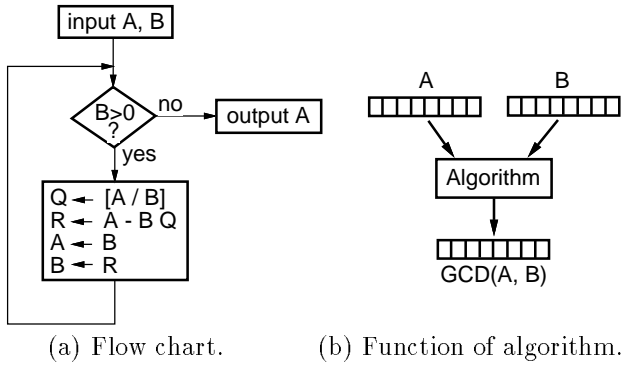 input A, B
B>0
?
no
output A
yes
Q ← [A / B]
R ← A - B Q
A ← B
B ← R
(a) Flow chart.
A
B
Algorithm
GCD(A, B)
(b) Function of algorithm.